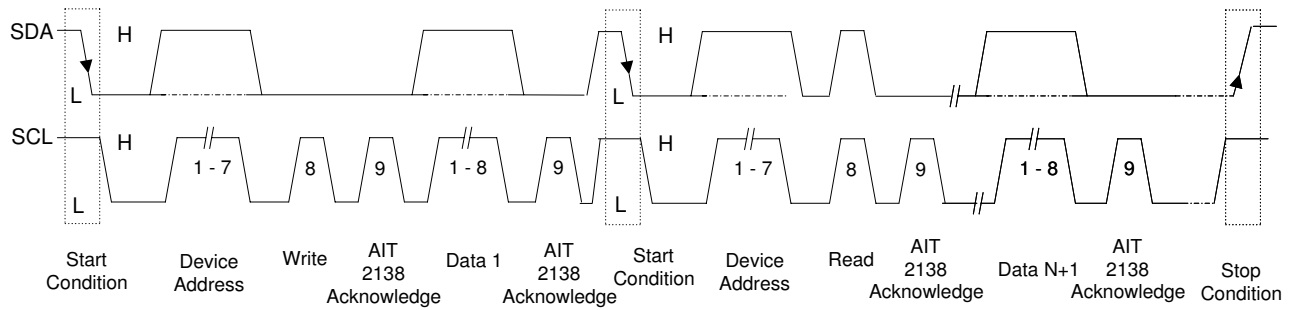 SDA H H
L L
SCL H H
1 - 7 8 9 1 - 8 9 1 - 7 8 9 1 - 8 9
L L
Start Condition
Device Address
Write
AIT 2138 Acknowledge
Data 1
AIT 2138 Acknowledge
Start Condition
Device Address
Read
AIT 2138 Acknowledge
Data N+1
AIT 2138 Acknowledge
Stop Condition